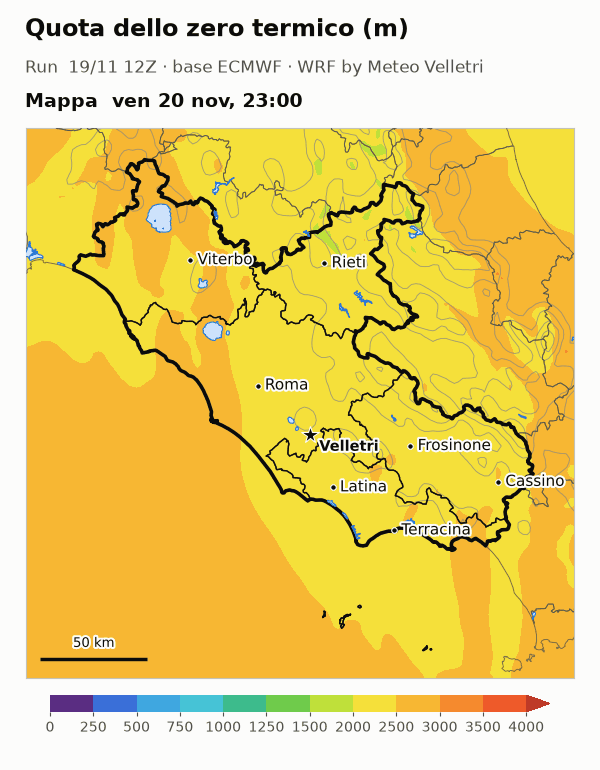 Quota dello zero termico (m)
Run 19/11 12Z · base ECMWF · WRF by Meteo Velletri
Mappa ven 20 nov, 23:00
Viterbo
Rieti
Roma
Velletri
Frosinone
Cassino
Latina
Terracina
50 km
0 250 500 750 1000 1250 1500 2000 2500 3000 3500 4000